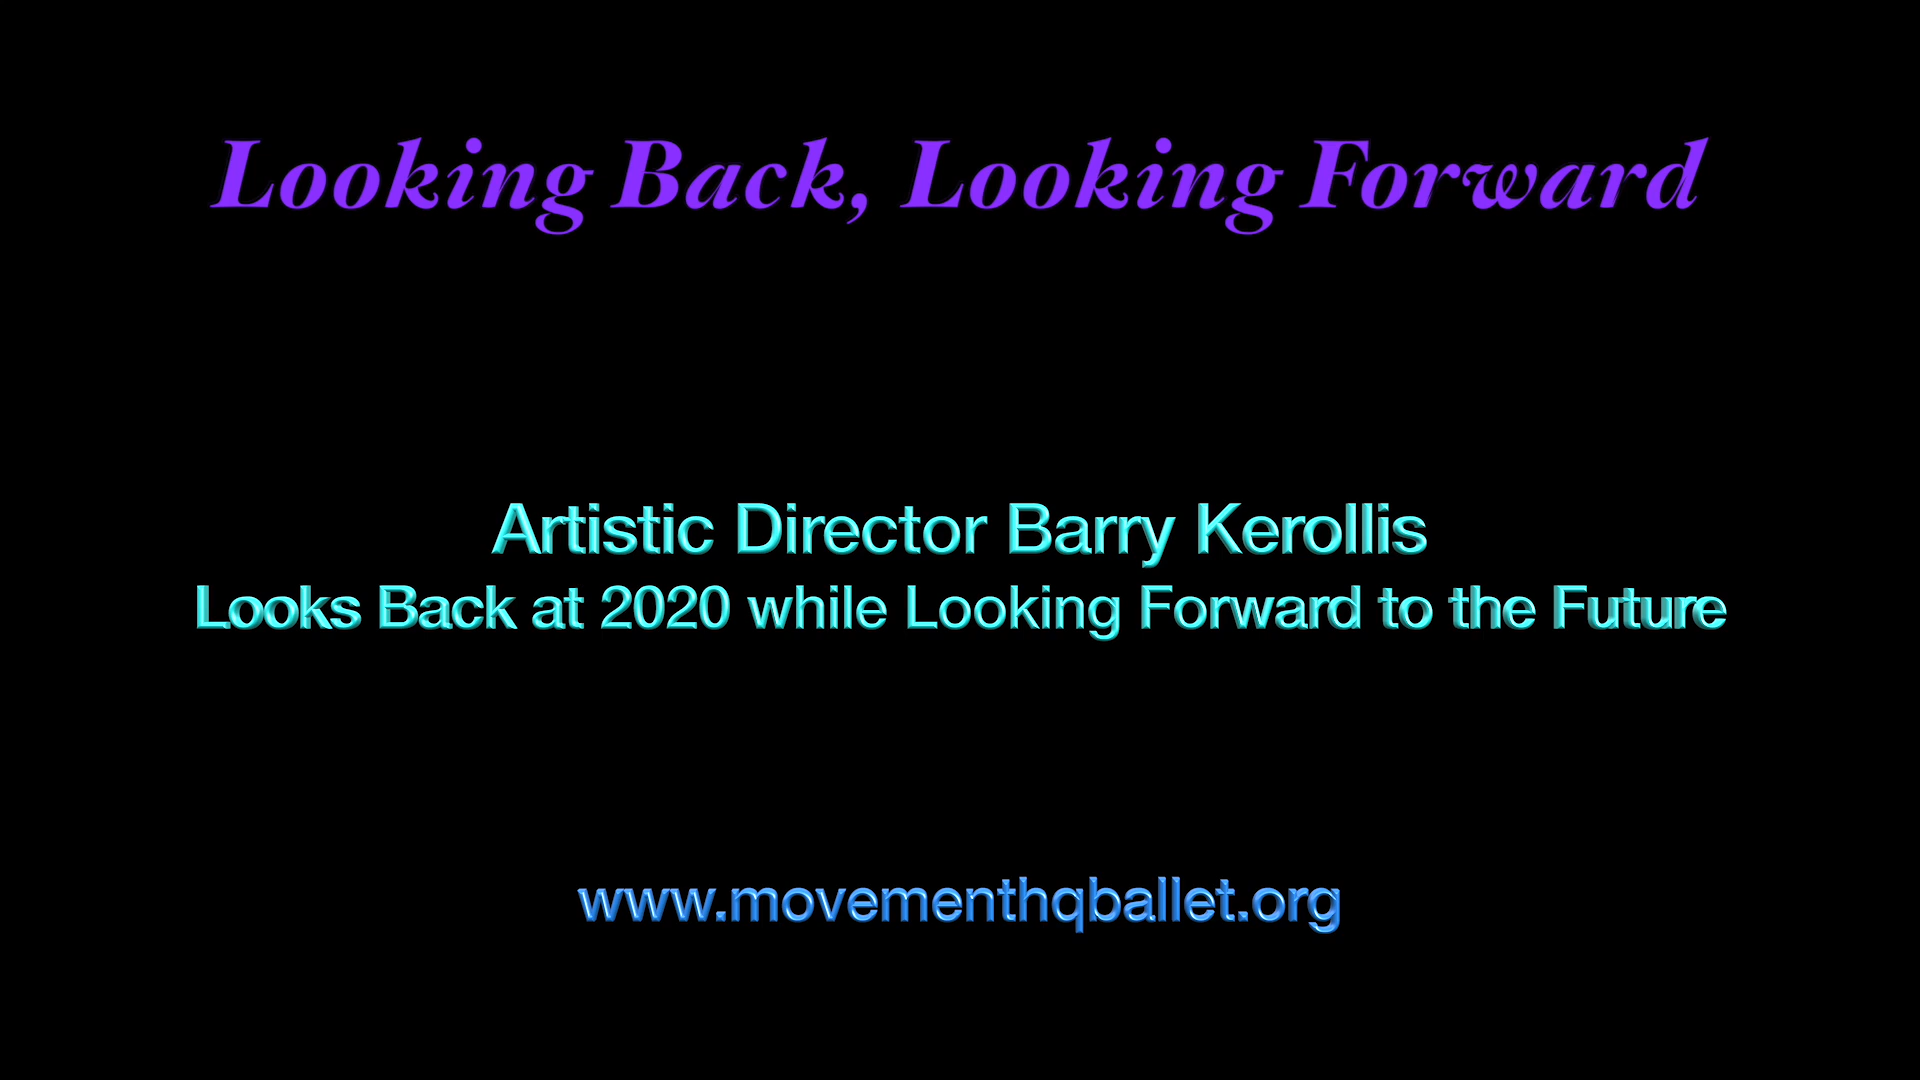 Looking Back, Looking Forward
Artistic Director Barry Kerollis
Looks Back at 2020 while Looking Forward to the Future
www.movementhqballet.org